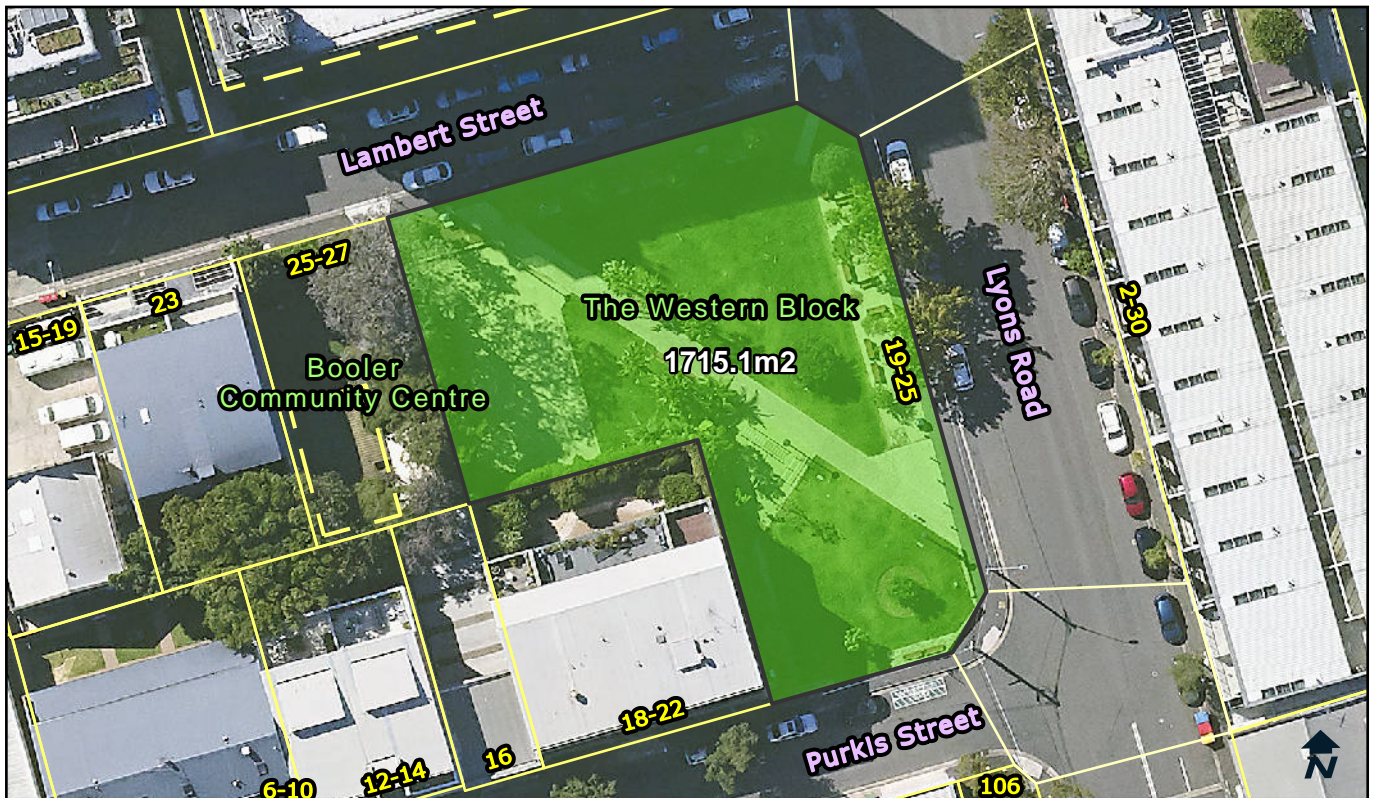 Lambert Street
25-27
23
15-19
The Western Block
1715.1m2
Lyons Road
2-30
19-25
Booler
Community Centre
18-22
Purkis Street
16
12-14
6-10
106
N